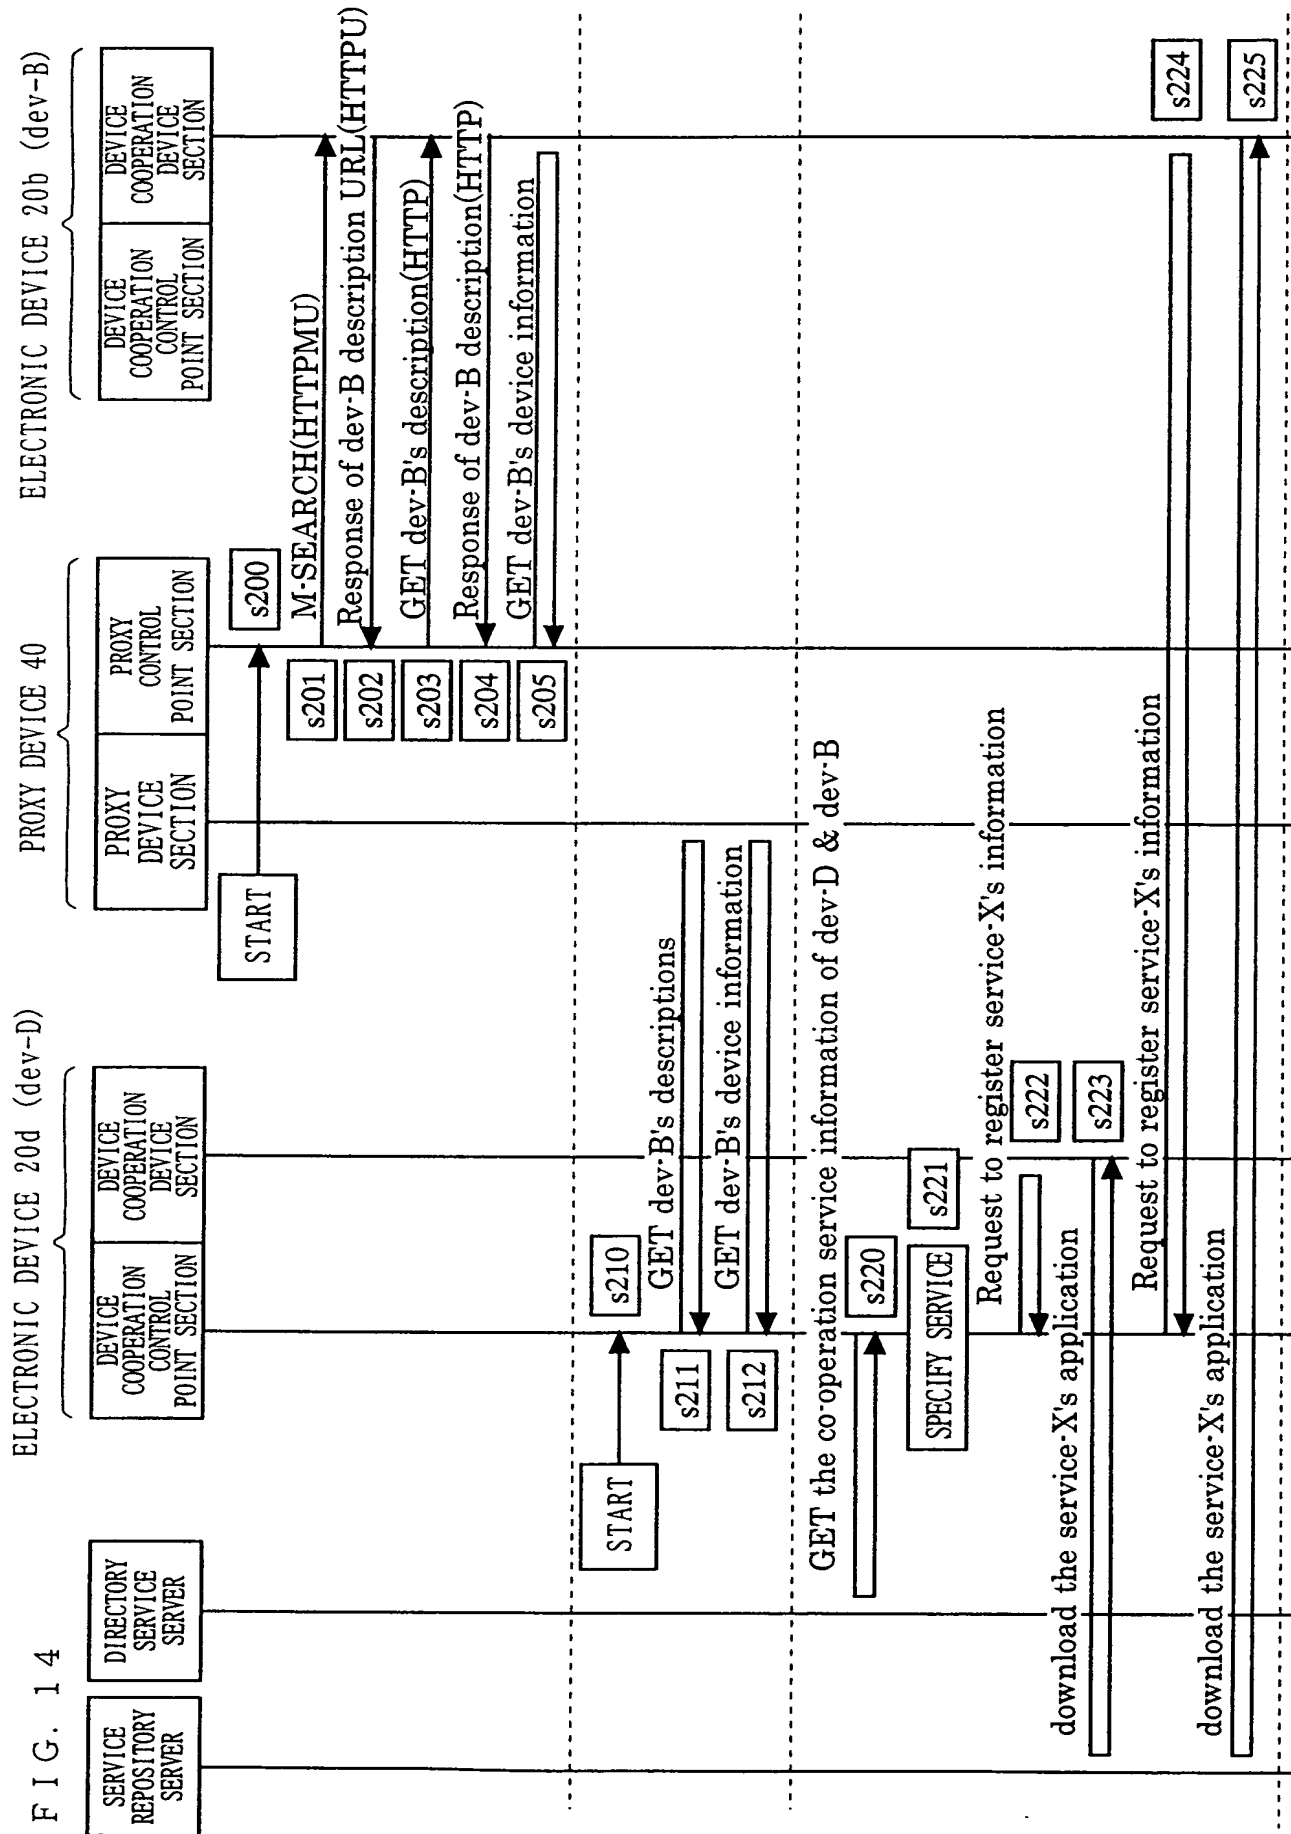 FIG. 14
SERVICE
REPOSITORY
SERVER
DIRECTORY
SERVICE
SERVER
ELECTRONIC DEVICE 20d (dev-D)
DEVICE
COOPERATION
CONTROL
POINT SECTION
DEVICE
COOPERATION
DEVICE
SECTION
PROXY DEVICE 40
PROXY
DEVICE
SECTION
PROXY
CONTROL
POINT SECTION
ELECTRONIC DEVICE 20b (dev-B)
DEVICE
COOPERATION
CONTROL
POINT SECTION
DEVICE
COOPERATION
DEVICE
SECTION
START
s200
s201
M-SEARCH(HTTPMU)
s202
Response of dev-B description URL(HTTPU)
s203
GET dev-B's description(HTTP)
s204
Response of dev-B description(HTTP)
s205
GET dev-B's device information
START
s210
s211
GET dev-B's descriptions
s212
GET dev-B's device information
GET the co-operation service information of dev-D & dev-B
s220
SPECIFY SERVICE
s221
Request to register service-X's information
s222
download the service-X's application
s223
Request to register service-X's information
s224
download the service-X's application
s225